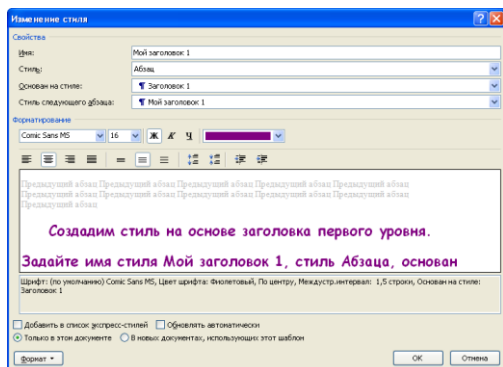 Изменение стиля
Свойства
Имя: Мой заголовок 1
Стиль: Абзац
Основан на стиле: ¶ Заголовок 1
Стиль следующего абзаца: ¶ Мой заголовок 1
Форматирование
Comic Sans MS 16 Ж К Ч
Предыдущий абзац Предыдущий абзац Предыдущий абзац Предыдущий абзац Предыдущий абзац
Предыдущий абзац Предыдущий абзац Предыдущий абзац Предыдущий абзац Предыдущий абзац
Предыдущий абзац
Создадим стиль на основе заголовка первого уровня.
Задайте имя стиля Мой заголовок 1, стиль Абзаца, основан
Шрифт: (по умолчанию) Comic Sans MS, Цвет шрифта: Фиолетовый, По центру, Междустр.интервал: 1,5 строки, Основан на стиле:
Заголовок 1
Добавить в список экспресс-стилей Обновлять автоматически
Только в этом документе В новых документах, использующих этот шаблон
Формат ОК Отмена